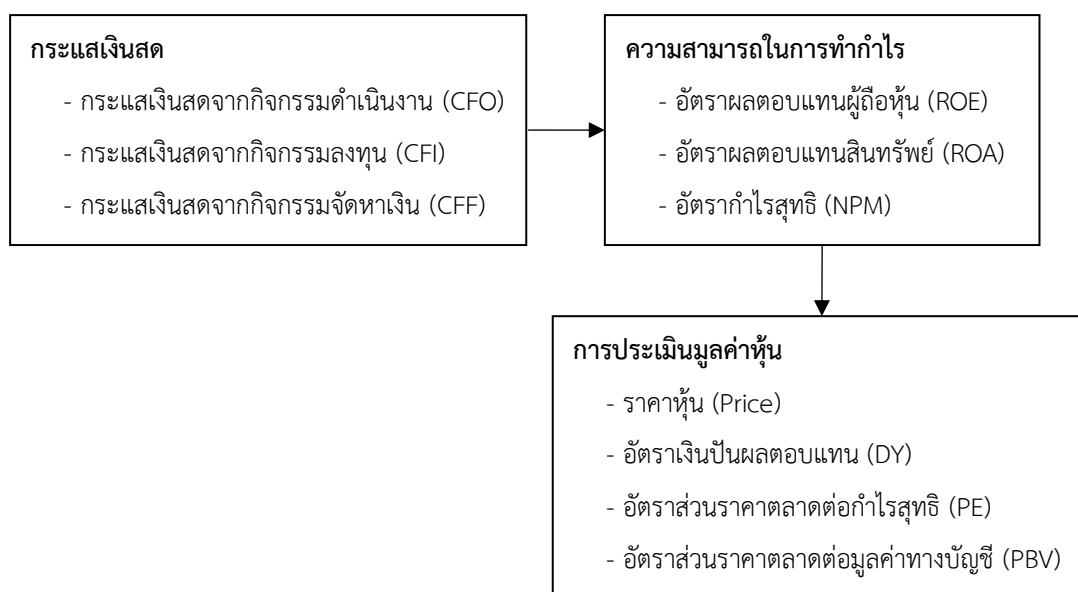 กระแสเงินสด
- กระแสเงินสดจากกิจกรรมดำเนินงาน (CFO)
- กระแสเงินสดจากกิจกรรมลงทุน (CFI)
- กระแสเงินสดจากกิจกรรมจัดหาเงิน (CFF)
ความสามารถในการทำกำไร
- อัตราผลตอบแทนผู้ถือหุ้น (ROE)
- อัตราผลตอบแทนสินทรัพย์ (ROA)
- อัตรากำไรสุทธิ (NPM)
การประเมินมูลค่าหุ้น
- ราคาหุ้น (Price)
- อัตราเงินปันผลตอบแทน (DY)
- อัตราส่วนราคาตลาดต่อกำไรสุทธิ (PE)
- อัตราส่วนราคาตลาดต่อมูลค่าทางบัญชี (PBV)